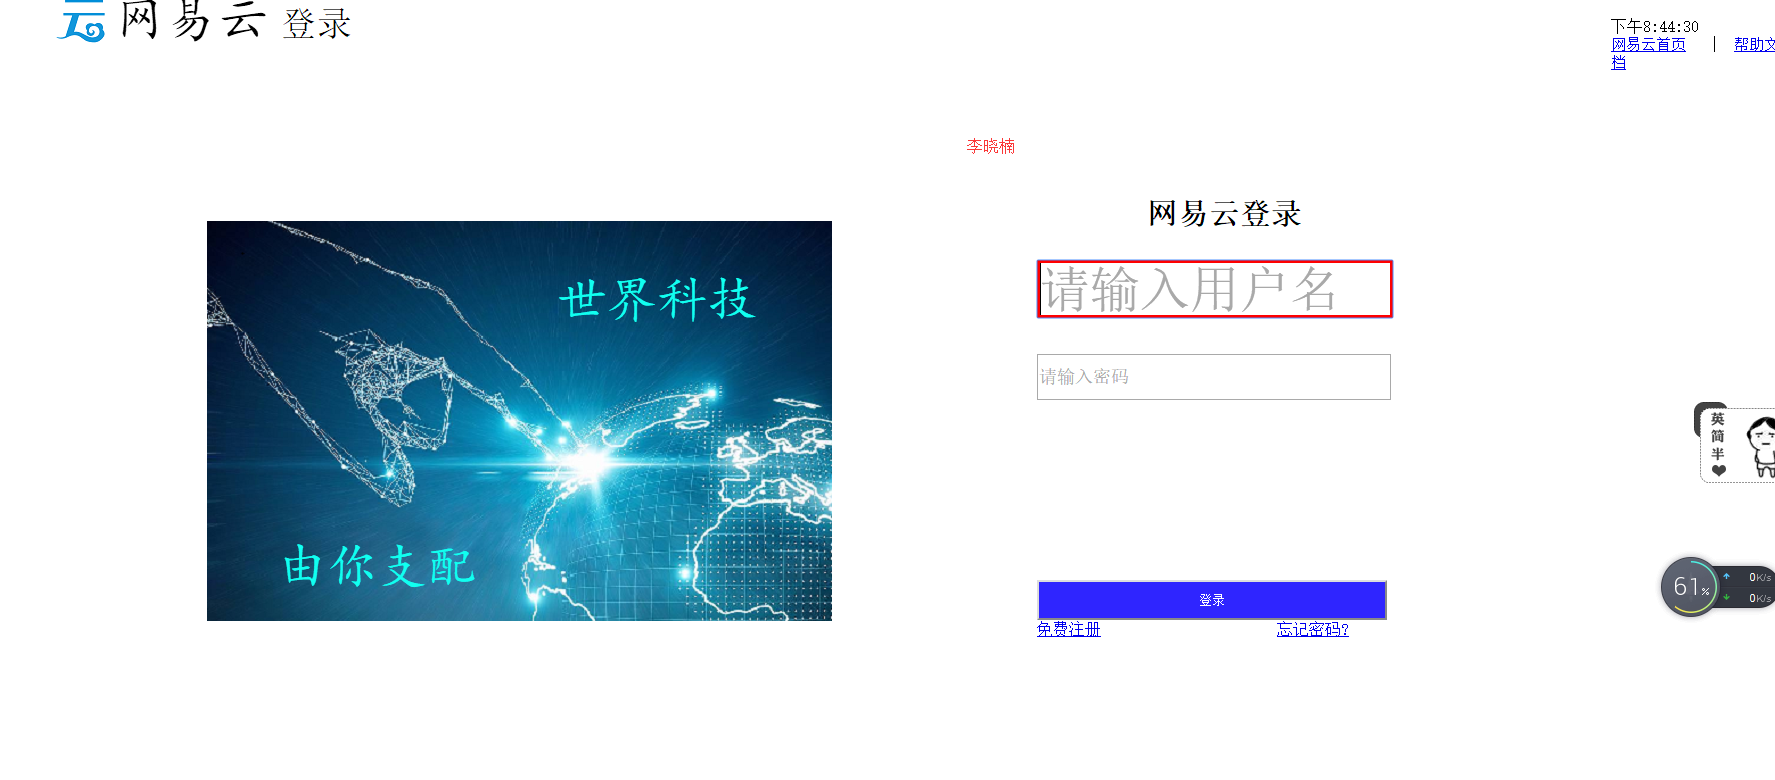 云 网易云 登录
下午8:44:30
网易云首页 | 帮助文
档
李晓楠
网易云登录
世界科技
由你支配
请输入用户名
请输入密码
登录
免费注册 忘记密码?
英
简
半
61%
0K/s
0K/s